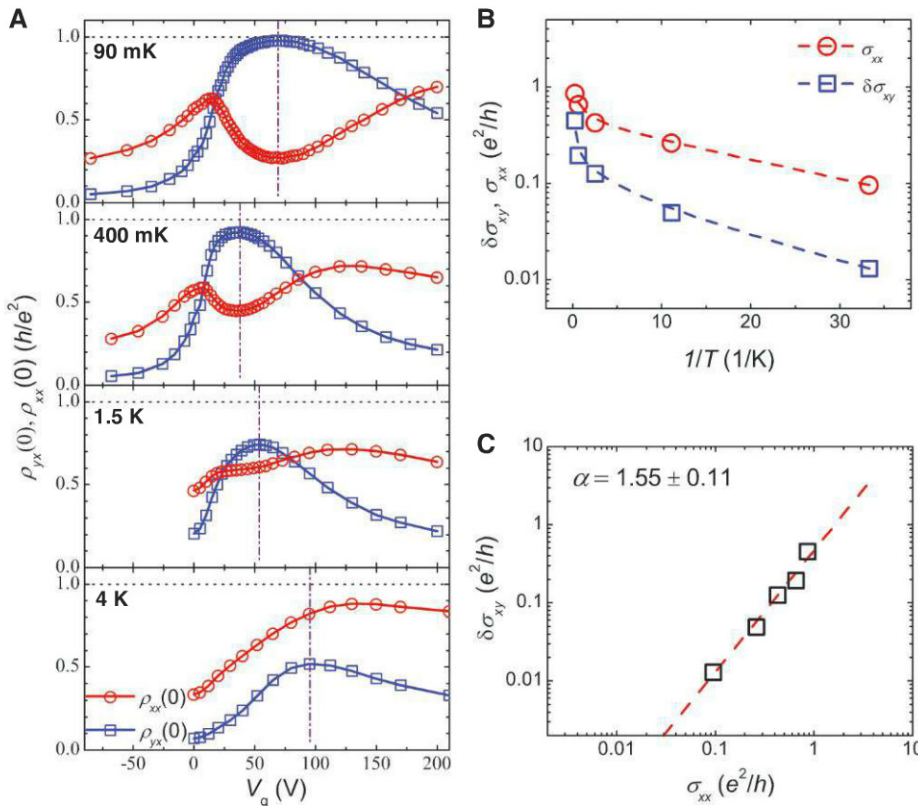 A
90 mK
1.0
0.5
0.0
400 mK
1.0
0.5
0.0
1.5 K
1.0
0.5
0.0
4 K
1.0
0.5
0.0
ρyx(0), ρxx(0) (h/e²)
ρxx(0)
ρyx(0)
-50 0 50 100 150 200
Vg (V)
B
σxx
δσxy
1
0.1
0.01
δσxy, σxx (e²/h)
0 10 20 30
1/T (1/K)
C
α = 1.55 ± 0.11
10
1
0.1
0.01
δσxy (e²/h)
0.01 0.1 1 10
σxx (e²/h)